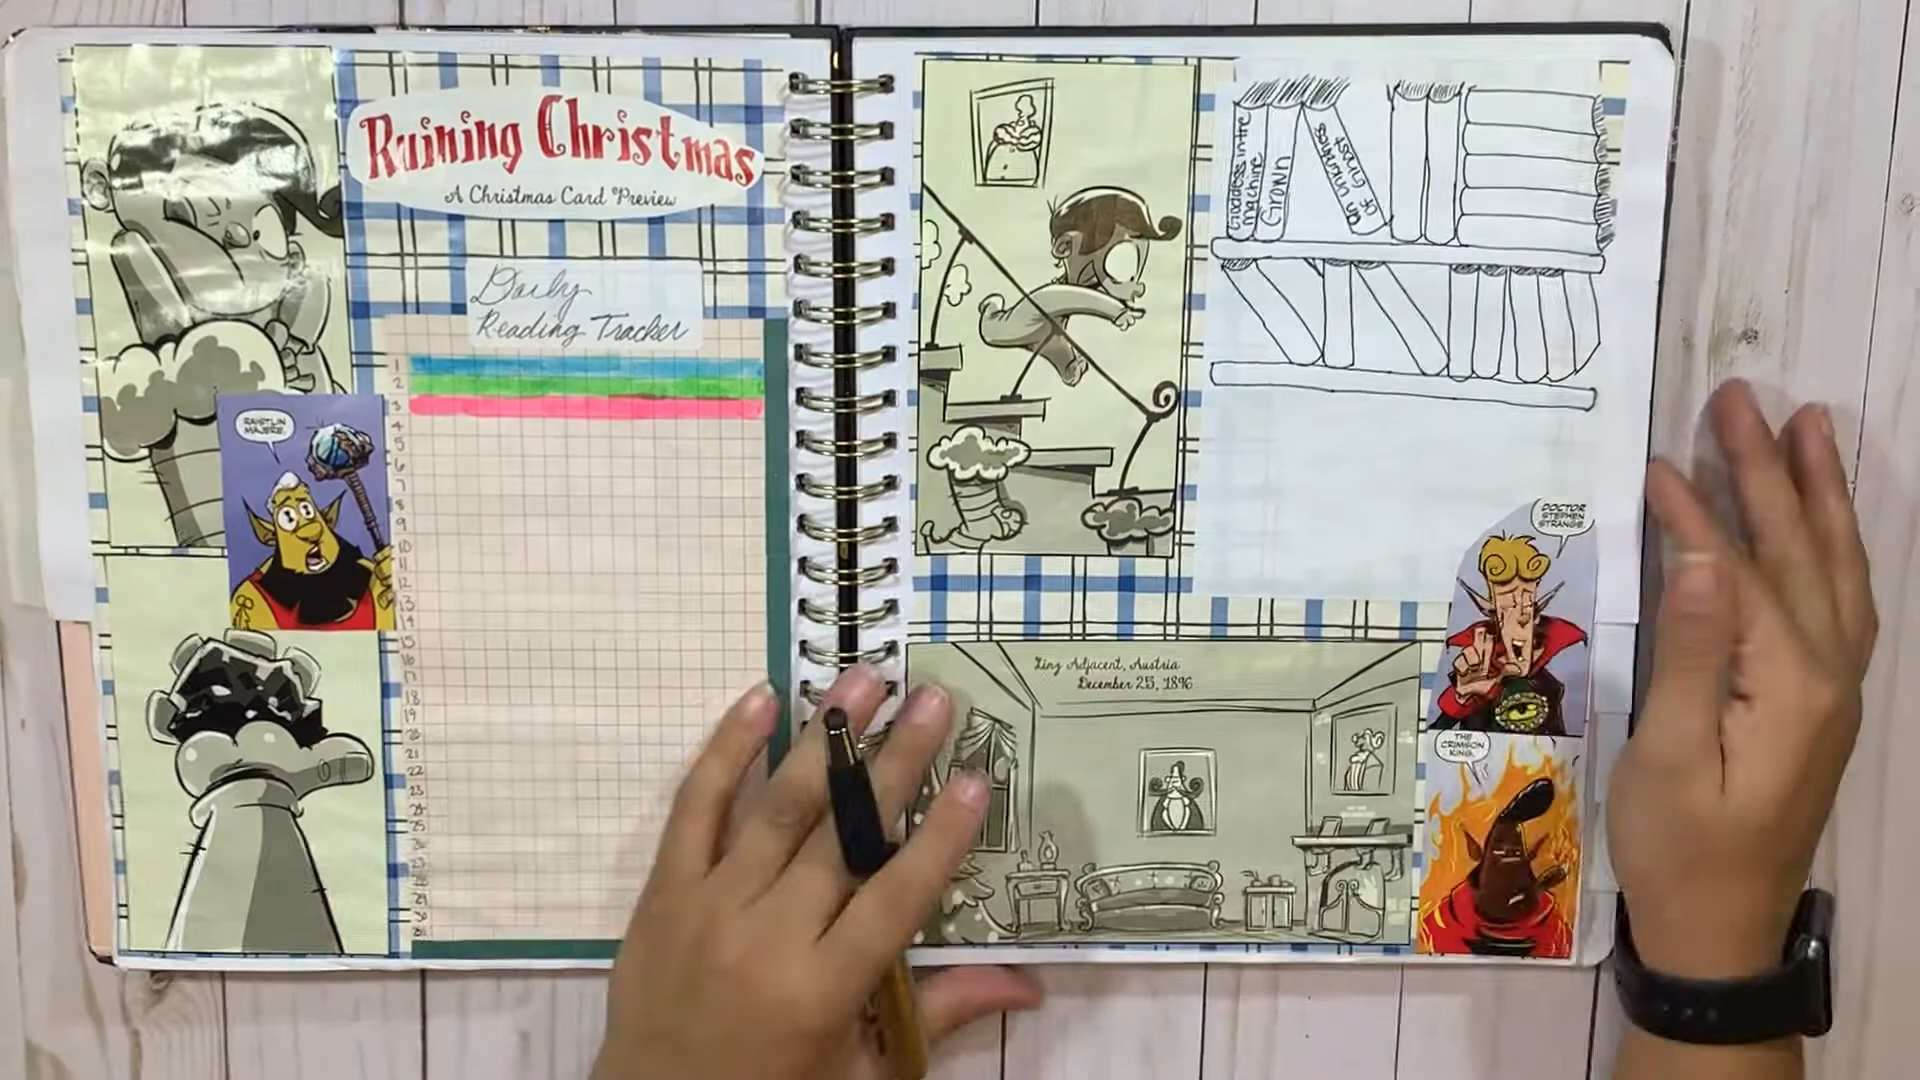 Ruining Christmas
A Christmas Card Preview
Daily
Reading Tracker
1
2
3
4
5
6
7
8
9
10
11
12
13
14
15
16
17
18
19
20
21
22
23
24
25
26
27
28
29
30
31
RAISTLIN
MAJERE.
Goddess in the
Machine
Grown
Ghost
an unkindness
of
DOCTOR
STEPHEN
STRANGE.
Linz Adjacent, Austria
December 25, 1896
THE
CRIMSON
KING.